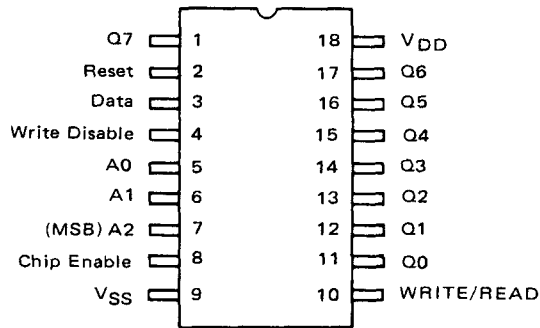 Q7 1 18 VDD
Reset 2 17 Q6
Data 3 16 Q5
Write Disable 4 15 Q4
A0 5 14 Q3
A1 6 13 Q2
(MSB) A2 7 12 Q1
Chip Enable 8 11 Q0
VSS 9 10 WRITE/READ